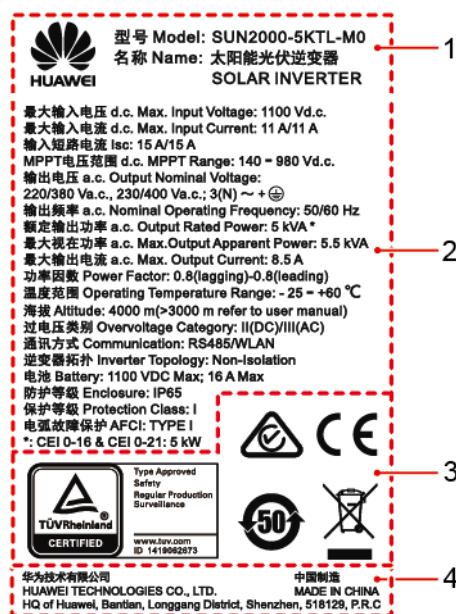 型号 Model: SUN2000-5KTL-M0
名称 Name: 太阳能光伏逆变器
SOLAR INVERTER
HUAWEI
1
最大输入电压 d.c. Max. Input Voltage: 1100 Vd.c.
最大输入电流 d.c. Max. Input Current: 11 A/11 A
输入短路电流 Isc: 15 A/15 A
MPPT电压范围 d.c. MPPT Range: 140 - 980 Vd.c.
输出电压 a.c. Output Nominal Voltage:
220/380 Va.c., 230/400 Va.c.; 3(N) ~ +
输出频率 a.c. Nominal Operating Frequency: 50/60 Hz
额定输出功率 a.c. Output Rated Power: 5 kVA *
最大视在功率 a.c. Max.Output Apparent Power: 5.5 kVA
最大输出电流 a.c. Max. Output Current: 8.5 A
功率因数 Power Factor: 0.8(lagging)-0.8(leading)
温度范围 Operating Temperature Range: - 25 - +60 ℃
海拔 Altitude: 4000 m(>3000 m refer to user manual)
过电压类别 Overvoltage Category: II(DC)/III(AC)
通讯方式 Communication: RS485/WLAN
逆变器拓扑 Inverter Topology: Non-Isolation
电池 Battery: 1100 VDC Max; 16 A Max
防护等级 Enclosure: IP65
保护等级 Protection Class: I
电弧故障保护 AFCI: TYPE I
*: CEI 0-16 & CEI 0-21: 5 kW
2
CE
TÜVRheinland
CERTIFIED
Type Approved
Safety
Regular Production
Surveillance
www.tuv.com
ID 1419062673
50
3
华为技术有限公司 中国制造
HUAWEI TECHNOLOGIES CO., LTD. MADE IN CHINA
HQ of Huawei, Bantian, Longgang District, Shenzhen, 518129, P.R.C
4